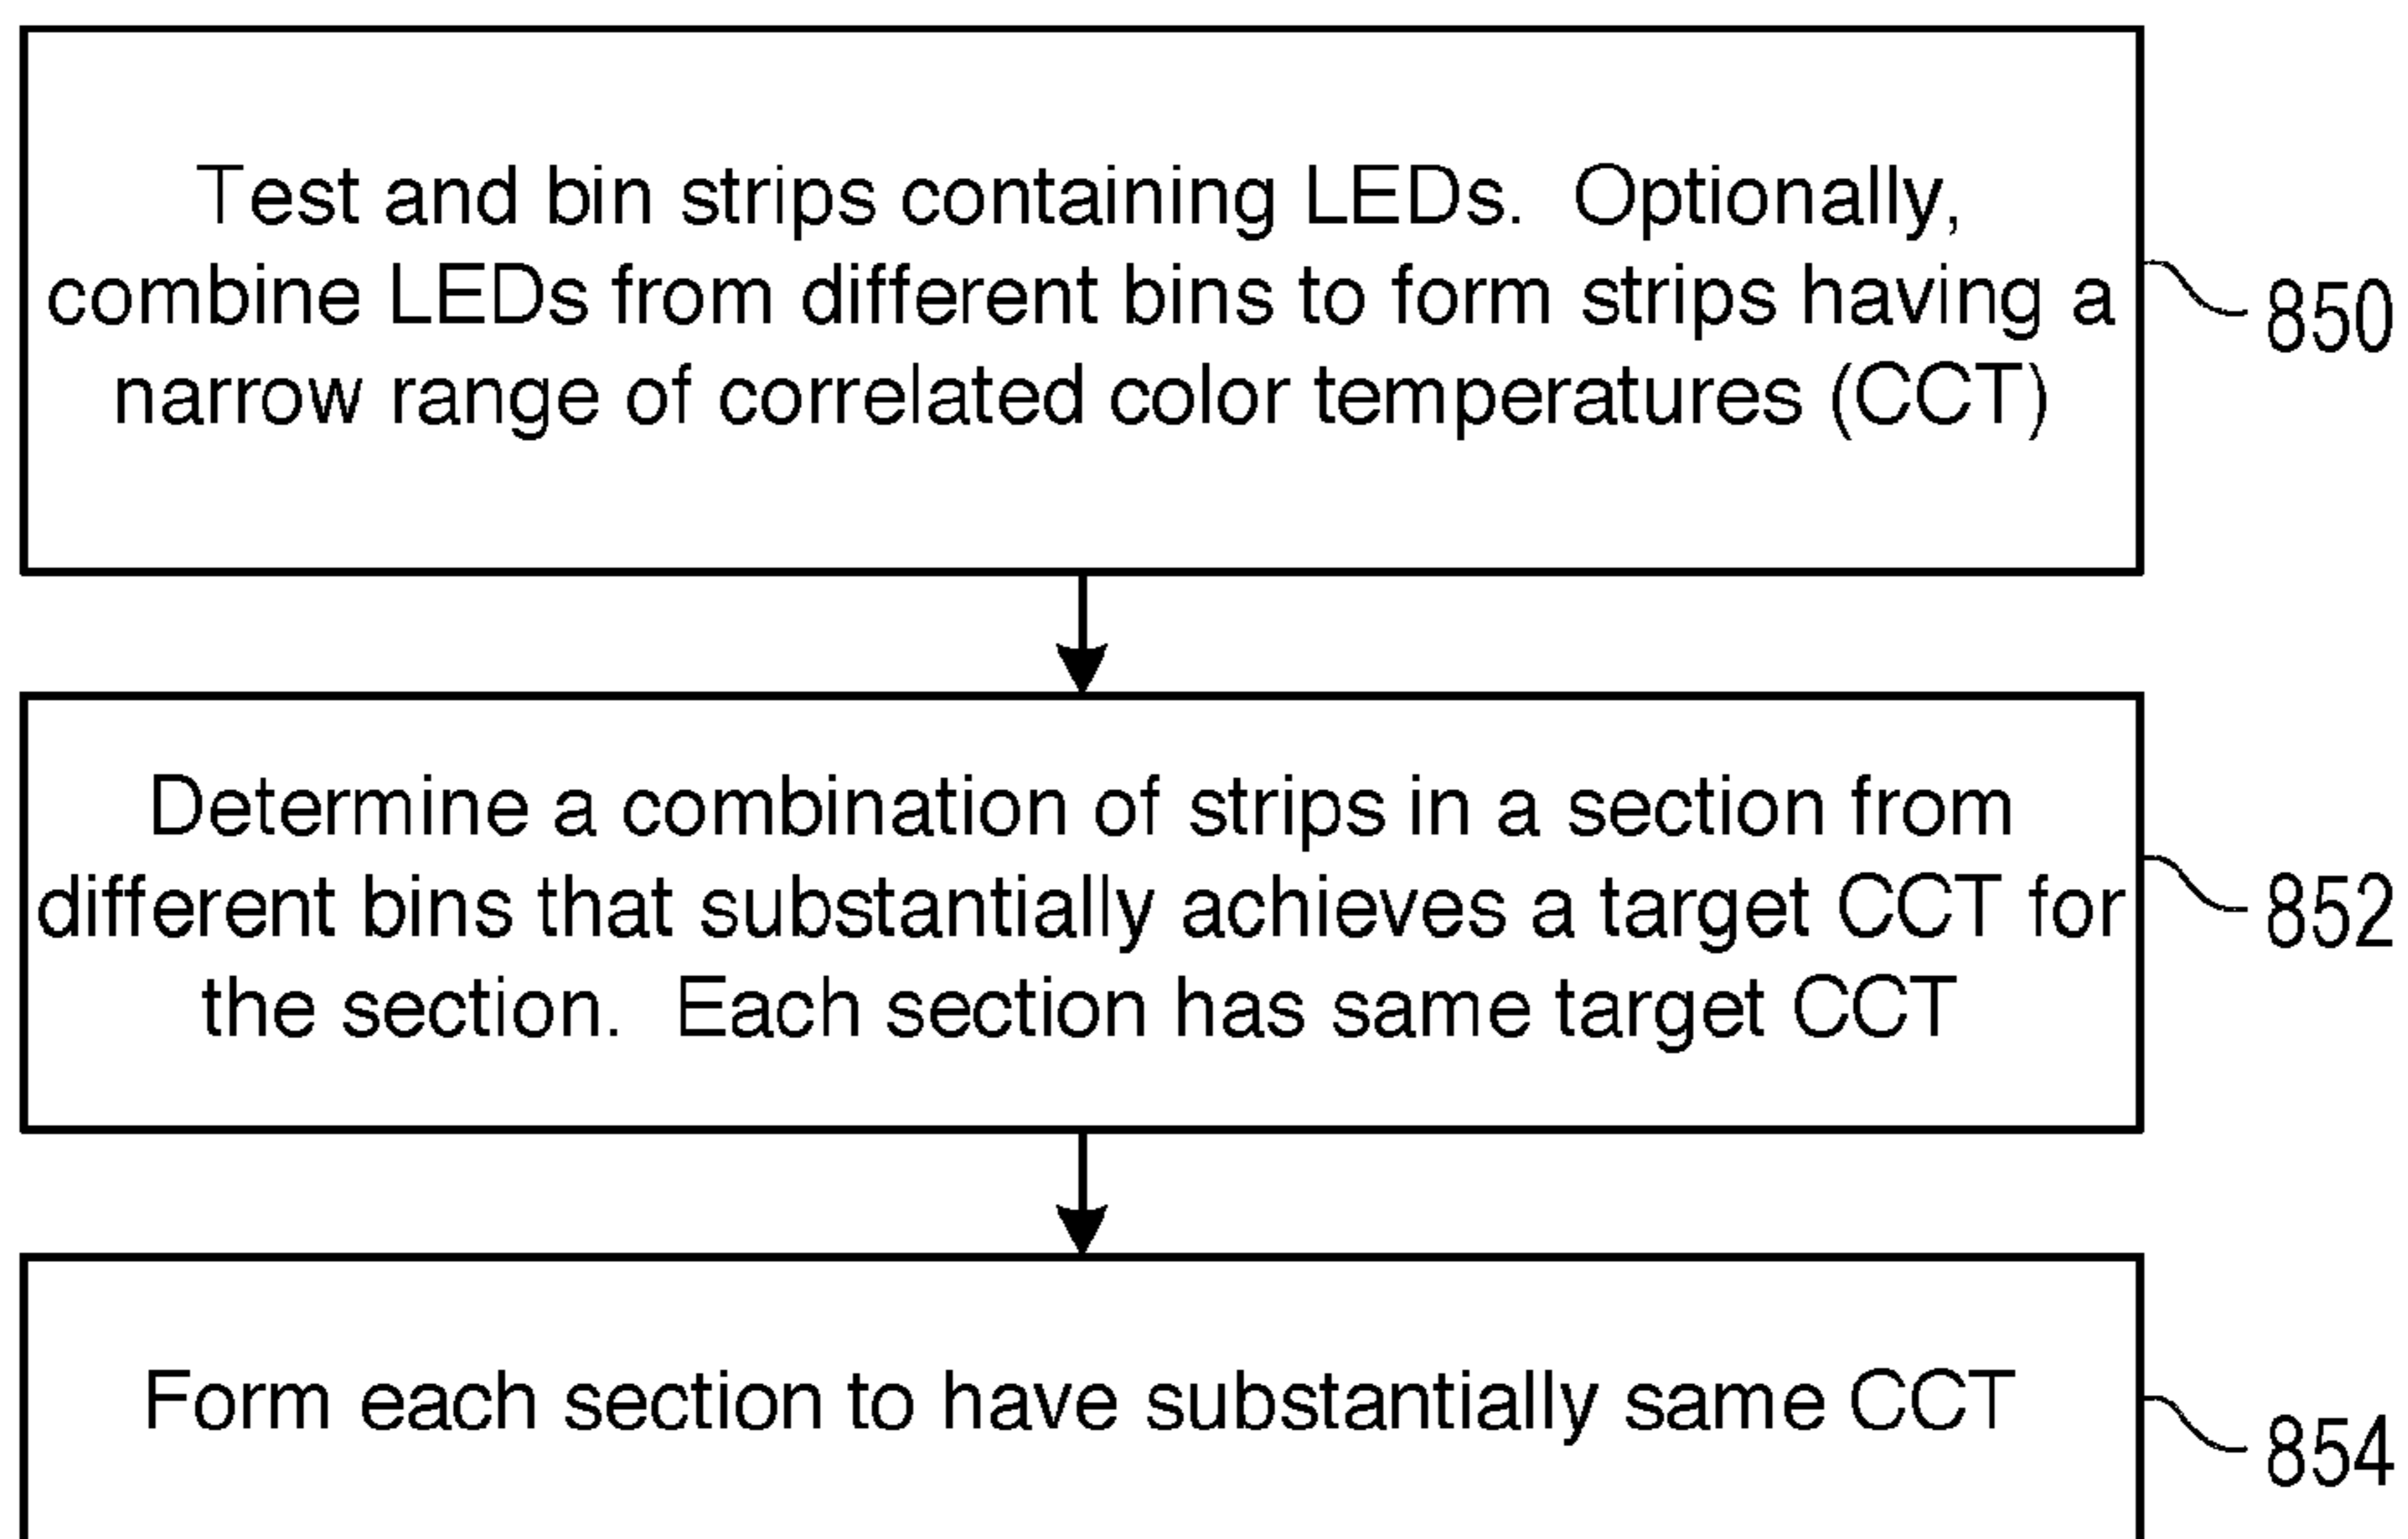 Test and bin strips containing LEDs. Optionally,
combine LEDs from different bins to form strips having a
narrow range of correlated color temperatures (CCT)
850
Determine a combination of strips in a section from
different bins that substantially achieves a target CCT for
the section. Each section has same target CCT
852
Form each section to have substantially same CCT
854